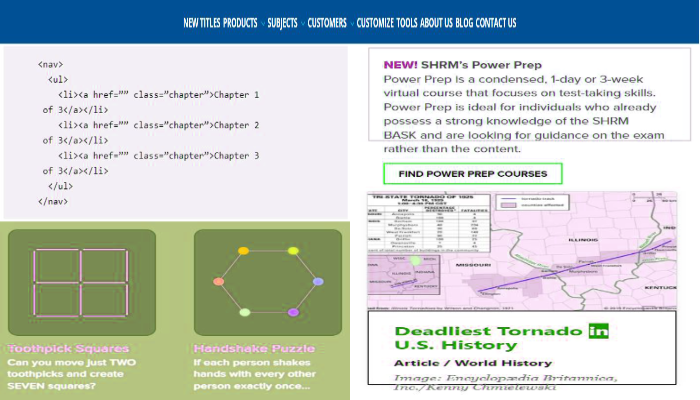 NEW TITLES PRODUCTS SUBJECTS CUSTOMERS CUSTOMIZE TOOLS ABOUT US BLOG CONTACT US
<nav>
<ul>
<li><a href="" class="chapter">Chapter 1
of 3</a></li>
<li><a href="" class="chapter">Chapter 2
of 3</a></li>
<li><a href="" class="chapter">Chapter 3
of 3</a></li>
</ul>
</nav>
Toothpick Squares
Can you move just TWO
toothpicks and create
SEVEN squares?
Handshake Puzzle
If each person shakes
hands with every other
person exactly once...
NEW! SHRM's Power Prep
Power Prep is a condensed, 1-day or 3-week
virtual course that focuses on test-taking skills.
Power Prep is ideal for individuals who already
possess a strong knowledge of the SHRM
BASK and are looking for guidance on the exam
rather than the content.
FIND POWER PREP COURSES
TRI-STATE TORNADO OF 1925
March 18, 1925
ILLINOIS
MISSOURI
KENTUCK
Deadliest Tornado in
U.S. History
Article / World History
Image: Encyclopædia Britannica,
Inc./Kenny Chmielewski